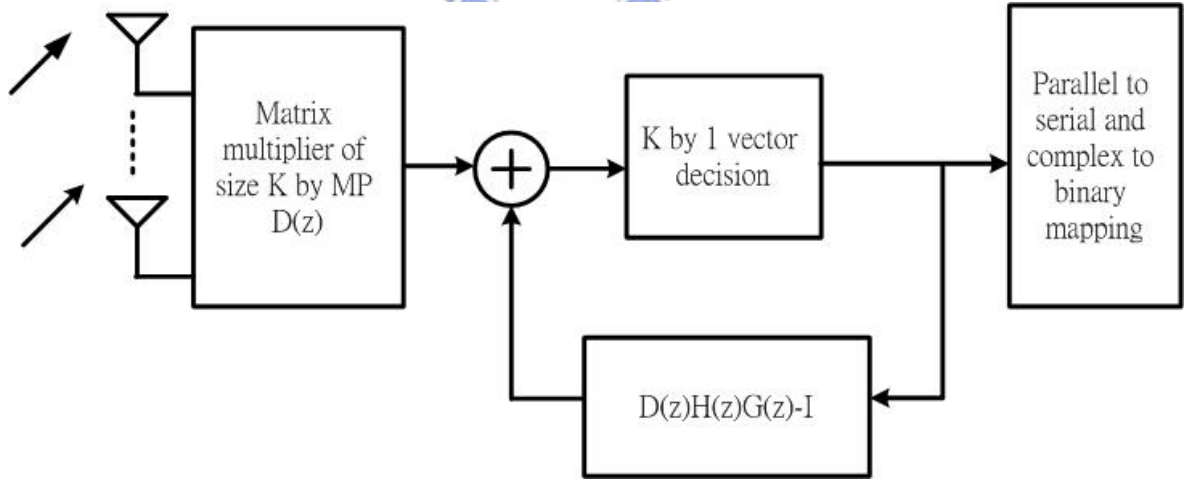 Matrix
multiplier of
size K by MP
D(z)
K by 1 vector
decision
Parallel to
serial and
complex to
binary
mapping
D(z)H(z)G(z)-I